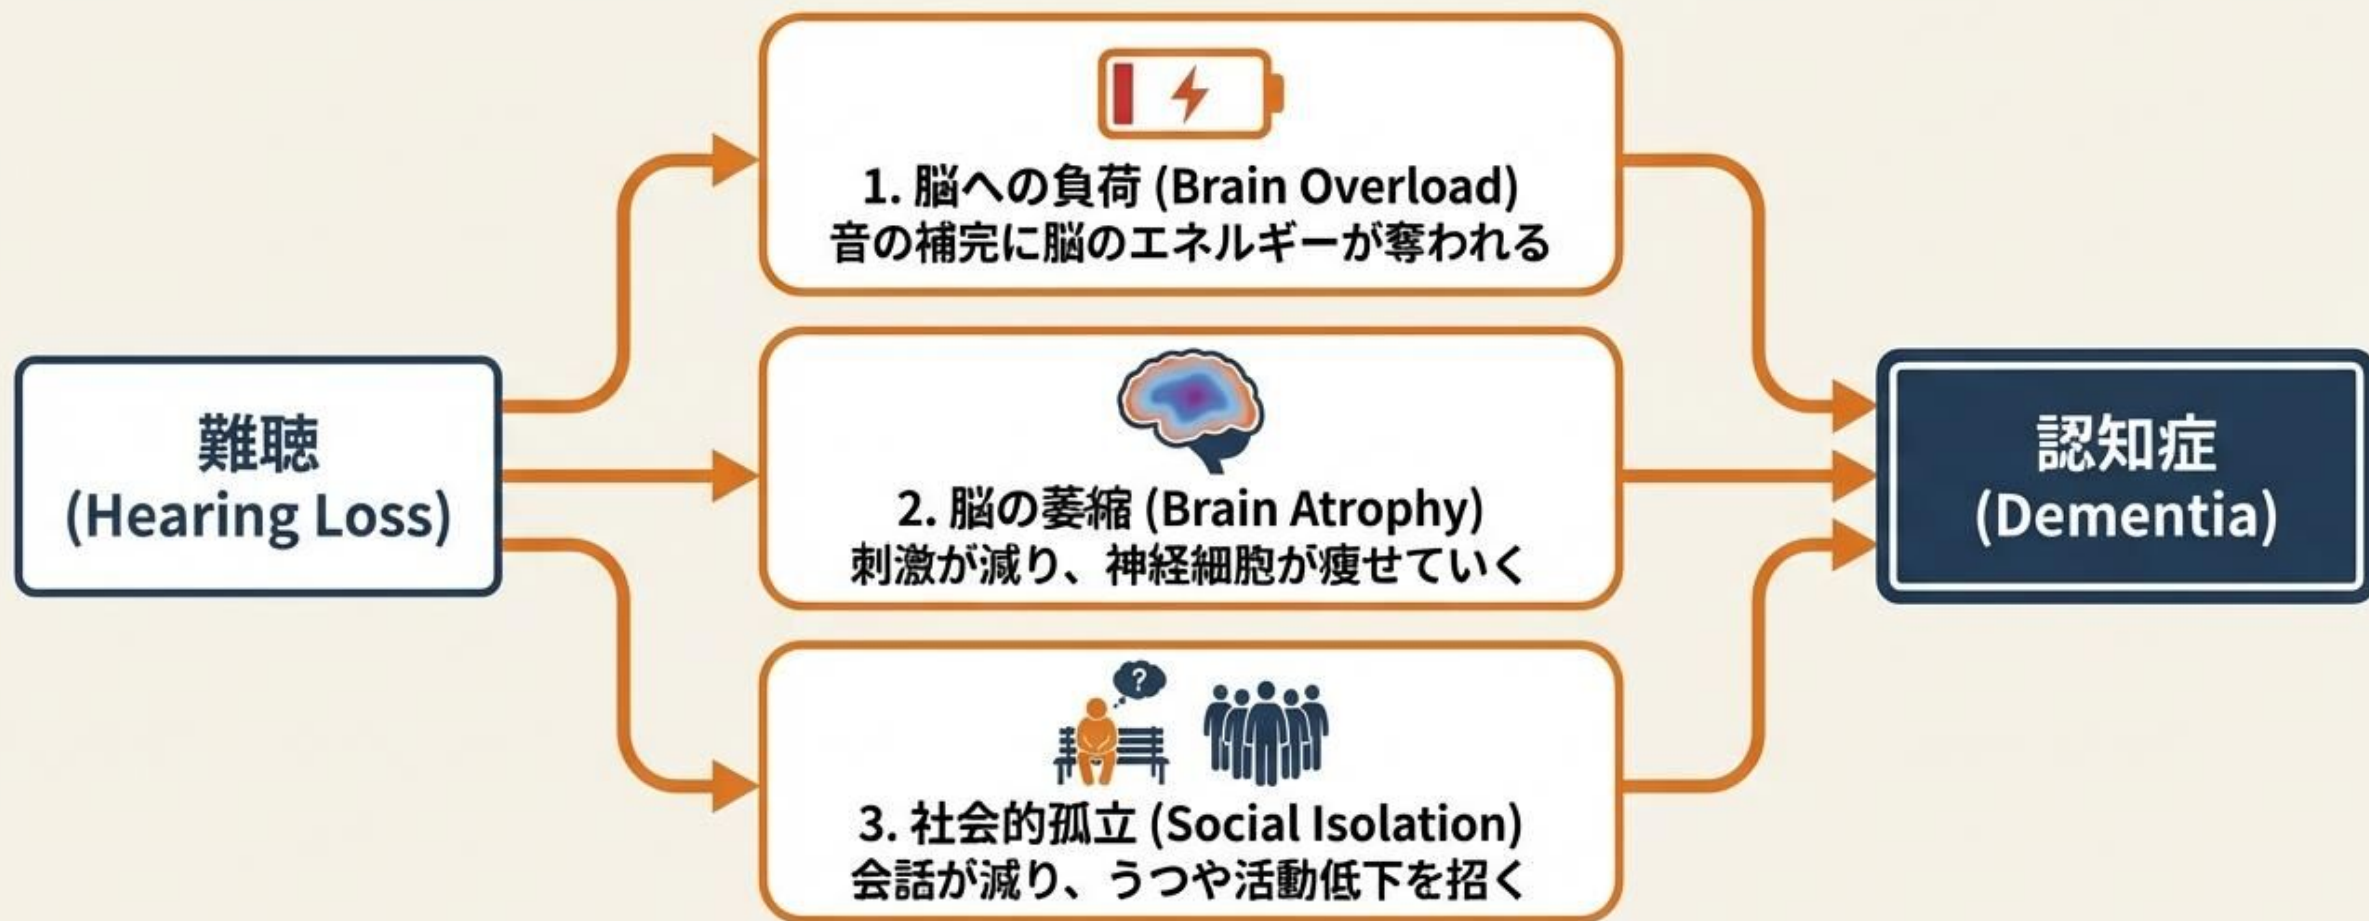 難聴
(Hearing Loss)
1. 脳への負荷 (Brain Overload)
音の補完に脳のエネルギーが奪われる
2. 脳の萎縮 (Brain Atrophy)
刺激が減り、神経細胞が痩せていく
?
3. 社会的孤立 (Social Isolation)
会話が減り、うつや活動低下を招く
認知症
(Dementia)